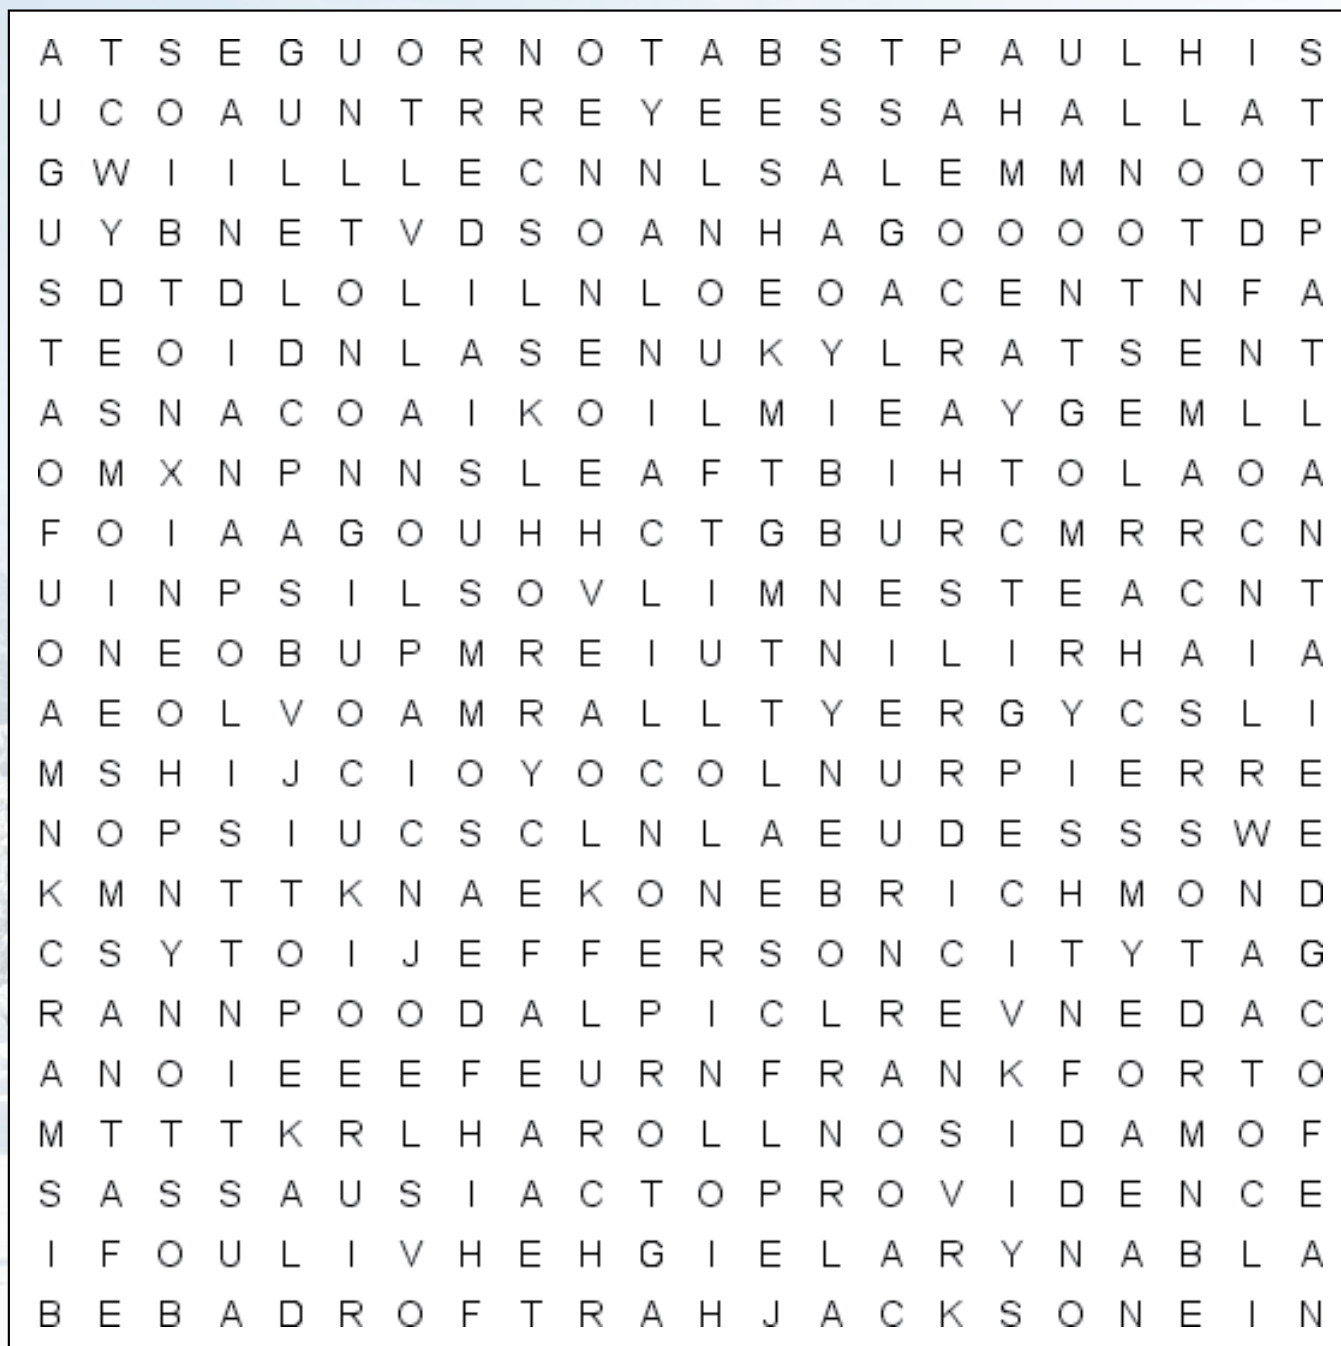 A T S E G U O R N O T A B S T P A U L H I S
U C O A U N T R R E Y E E S S A H A L L A T
G W I I L L L E C N N L S A L E M M N O O T
U Y B N E T V D S O A N H A G O O O O T D P
S D T D L O L I L N L O E O A C E N T N F A
T E O I D N L A S E N U K Y L R A T S E N T
A S N A C O A I K O I L M I E A Y G E M L L
O M X N P N N S L E A F T B I H T O L A O A
F O I A A G O U H H C T G B U R C M R R C N
U I N P S I L S O V L I M N E S T E A C N T
O N E O B U P M R E I U T N I L I R H A I A
A E O L V O A M R A L L T Y E R G Y C S L I
M S H I J C I O Y O C O L N U R P I E R R E
N O P S I U C S C L N L A E U D E S S S W E
K M N T T K N A E K O N E B R I C H M O N D
C S Y T O I J E F F E R S O N C I T Y T A G
R A N N P O O D A L P I C L R E V N E D A C
A N O I E E E F E U R N F R A N K F O R T O
M T T T K R L H A R O L L N O S I D A M O F
S A S S A U S I A C T O P R O V I D E N C E
I F O U L I V H E H G I E L A R Y N A B L A
B E B A D R O F T R A H J A C K S O N E I N